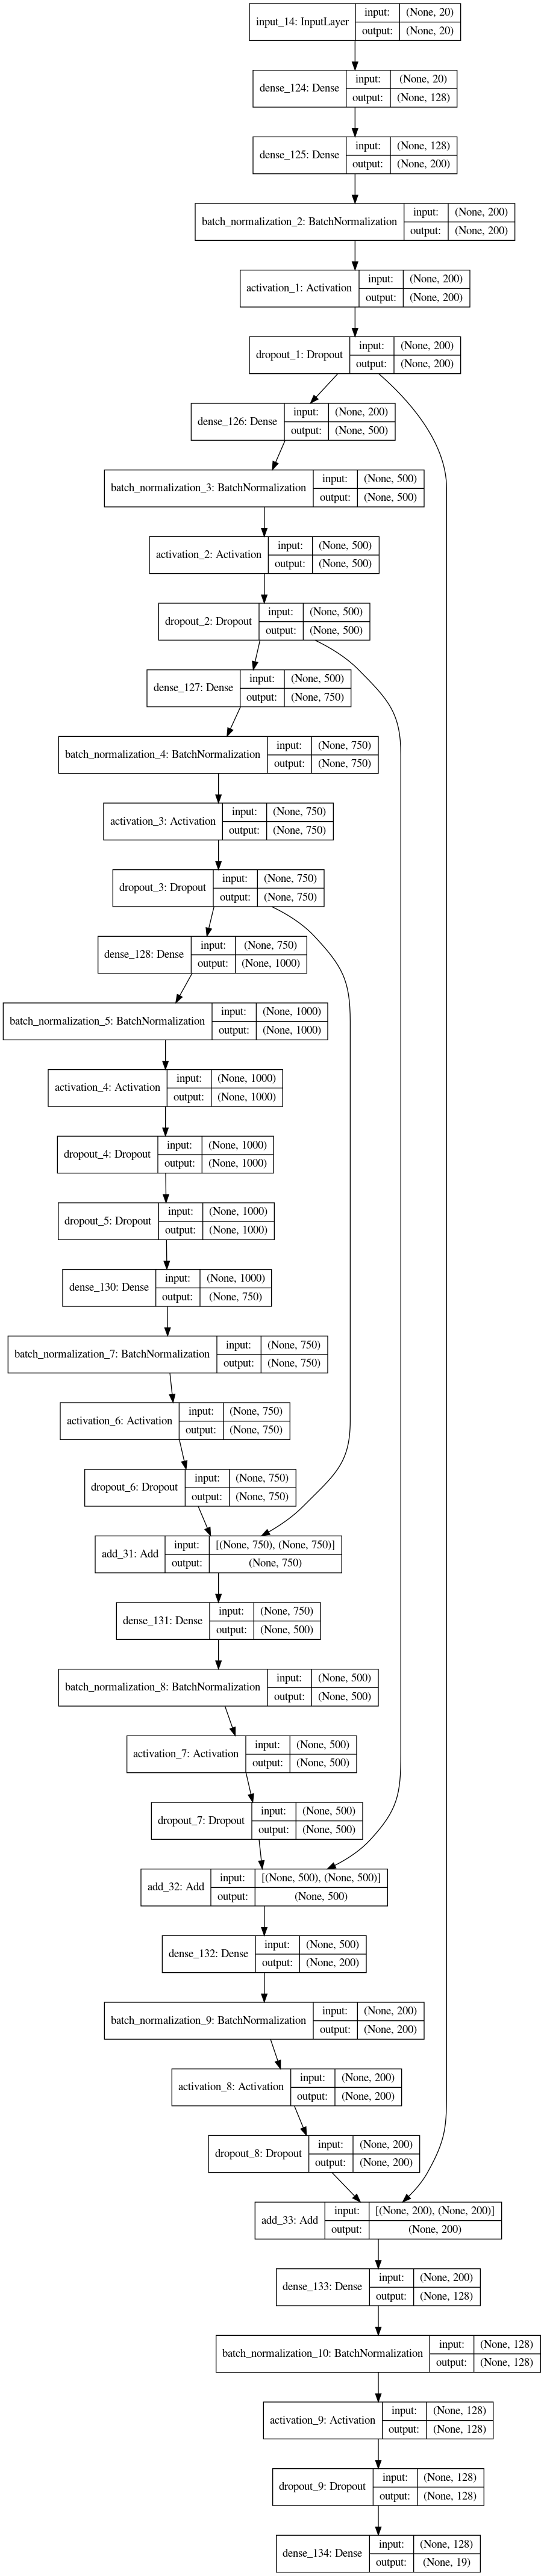 input_14: InputLayer input: (None, 20)
output: (None, 20)
dense_124: Dense input: (None, 20)
output: (None, 128)
dense_125: Dense input: (None, 128)
output: (None, 200)
batch_normalization_2: BatchNormalization input: (None, 200)
output: (None, 200)
activation_1: Activation input: (None, 200)
output: (None, 200)
dropout_1: Dropout input: (None, 200)
output: (None, 200)
dense_126: Dense input: (None, 200)
output: (None, 500)
batch_normalization_3: BatchNormalization input: (None, 500)
output: (None, 500)
activation_2: Activation input: (None, 500)
output: (None, 500)
dropout_2: Dropout input: (None, 500)
output: (None, 500)
dense_127: Dense input: (None, 500)
output: (None, 750)
batch_normalization_4: BatchNormalization input: (None, 750)
output: (None, 750)
activation_3: Activation input: (None, 750)
output: (None, 750)
dropout_3: Dropout input: (None, 750)
output: (None, 750)
dense_128: Dense input: (None, 750)
output: (None, 1000)
batch_normalization_5: BatchNormalization input: (None, 1000)
output: (None, 1000)
activation_4: Activation input: (None, 1000)
output: (None, 1000)
dropout_4: Dropout input: (None, 1000)
output: (None, 1000)
dropout_5: Dropout input: (None, 1000)
output: (None, 1000)
dense_130: Dense input: (None, 1000)
output: (None, 750)
batch_normalization_7: BatchNormalization input: (None, 750)
output: (None, 750)
activation_6: Activation input: (None, 750)
output: (None, 750)
dropout_6: Dropout input: (None, 750)
output: (None, 750)
add_31: Add input: [(None, 750), (None, 750)]
output: (None, 750)
dense_131: Dense input: (None, 750)
output: (None, 500)
batch_normalization_8: BatchNormalization input: (None, 500)
output: (None, 500)
activation_7: Activation input: (None, 500)
output: (None, 500)
dropout_7: Dropout input: (None, 500)
output: (None, 500)
add_32: Add input: [(None, 500), (None, 500)]
output: (None, 500)
dense_132: Dense input: (None, 500)
output: (None, 200)
batch_normalization_9: BatchNormalization input: (None, 200)
output: (None, 200)
activation_8: Activation input: (None, 200)
output: (None, 200)
dropout_8: Dropout input: (None, 200)
output: (None, 200)
add_33: Add input: [(None, 200), (None, 200)]
output: (None, 200)
dense_133: Dense input: (None, 200)
output: (None, 128)
batch_normalization_10: BatchNormalization input: (None, 128)
output: (None, 128)
activation_9: Activation input: (None, 128)
output: (None, 128)
dropout_9: Dropout input: (None, 128)
output: (None, 128)
dense_134: Dense input: (None, 128)
output: (None, 19)